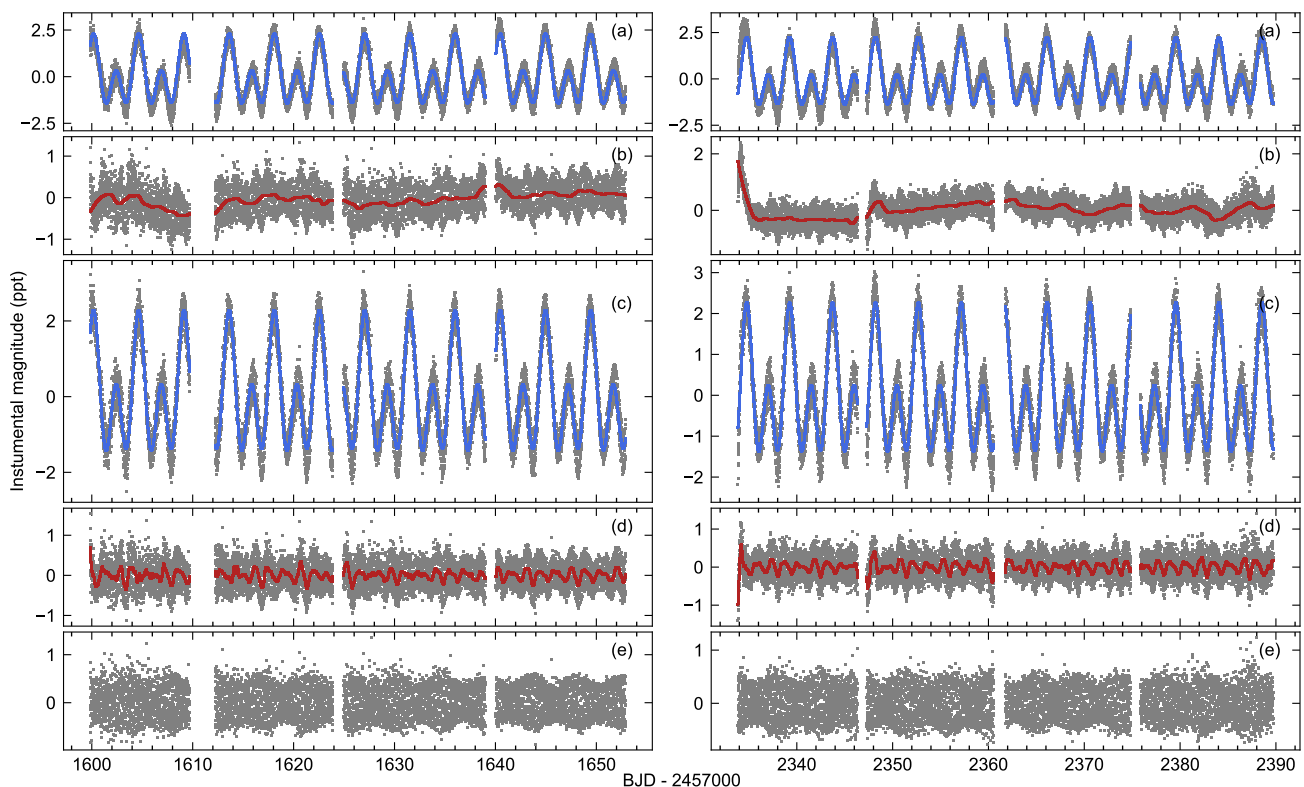 (a) (a)
2.5 2.5
0.0 0.0
−2.5 −2.5
(b) (b)
1 2
0 0
−1
(c) (c)
2 3
0 2
−2 1
0
−1
−2
(d) (d)
1 1
0 0
−1 −1
(e) (e)
1 1
0 0
Instumental magnitude (ppt)
1600 1610 1620 1630 1640 1650 2340 2350 2360 2370 2380 2390
BJD - 2457000